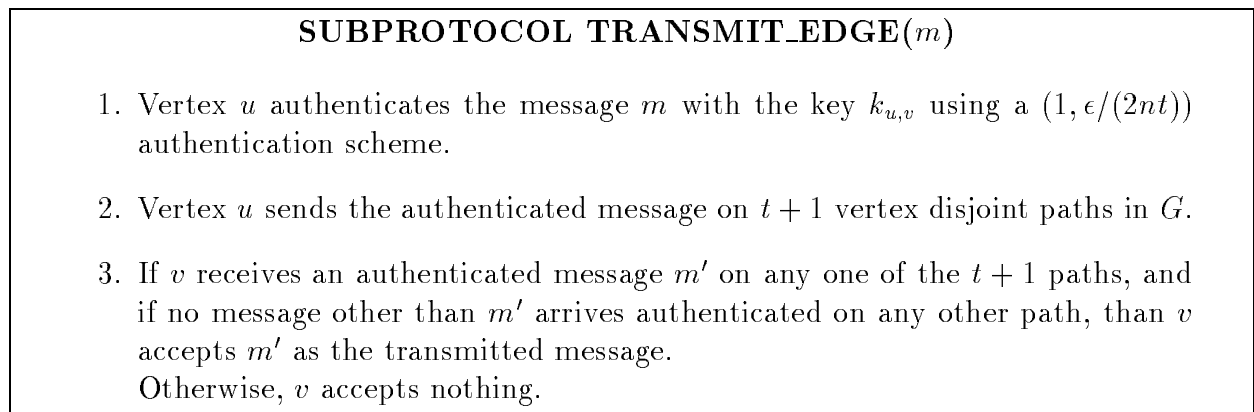 SUBPROTOCOL TRANSMIT_EDGE(m)
1. Vertex u authenticates the message m with the key k_{u,v} using a (1, ϵ/(2nt))
authentication scheme.
2. Vertex u sends the authenticated message on t + 1 vertex disjoint paths in G.
3. If v receives an authenticated message m′ on any one of the t + 1 paths, and
if no message other than m′ arrives authenticated on any other path, than v
accepts m′ as the transmitted message.
Otherwise, v accepts nothing.